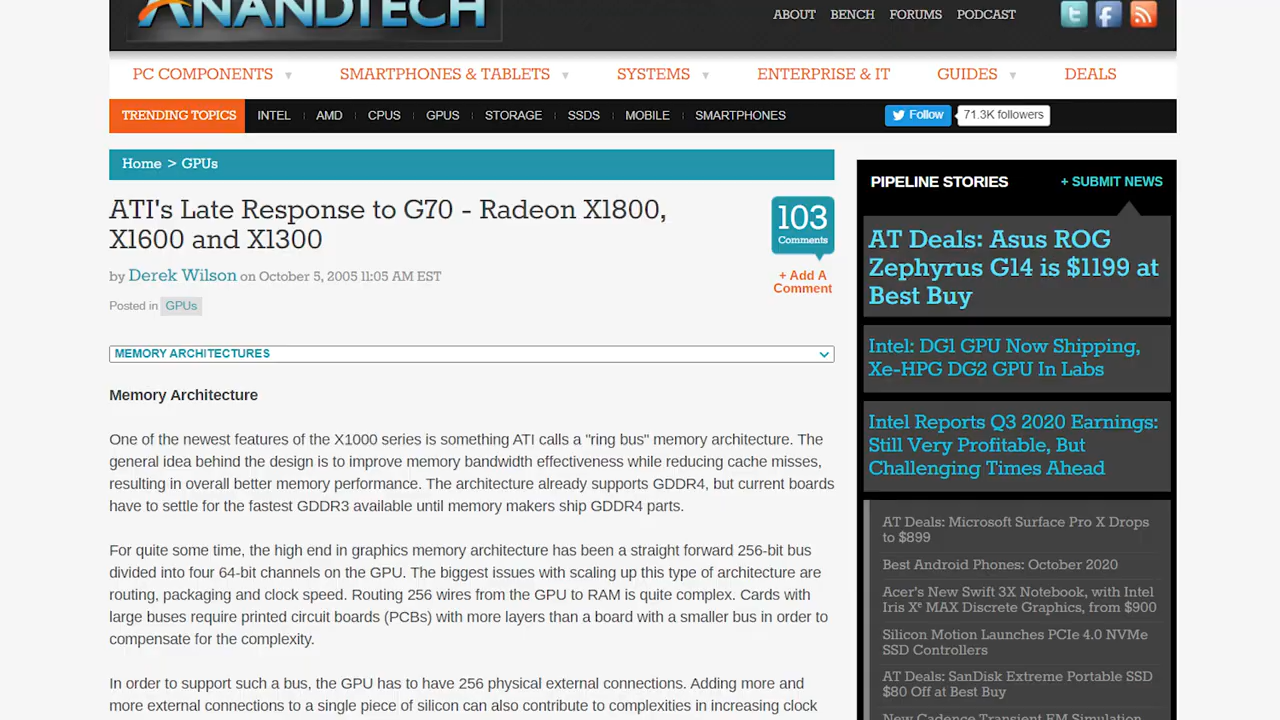 ANANDTECH
ABOUT BENCH FORUMS PODCAST
PC COMPONENTS SMARTPHONES & TABLETS SYSTEMS ENTERPRISE & IT GUIDES DEALS
TRENDING TOPICS INTEL AMD CPUS GPUS STORAGE SSDS MOBILE SMARTPHONES Follow 71.3K followers
Home > GPUs
ATI's Late Response to G70 - Radeon X1800,
X1600 and X1300
by Derek Wilson on October 5, 2005 11:05 AM EST
Posted in GPUs
103
Comments
+ Add A
Comment
MEMORY ARCHITECTURES
Memory Architecture
One of the newest features of the X1000 series is something ATI calls a "ring bus" memory architecture. The
general idea behind the design is to improve memory bandwidth effectiveness while reducing cache misses,
resulting in overall better memory performance. The architecture already supports GDDR4, but current boards
have to settle for the fastest GDDR3 available until memory makers ship GDDR4 parts.
For quite some time, the high end in graphics memory architecture has been a straight forward 256-bit bus
divided into four 64-bit channels on the GPU. The biggest issues with scaling up this type of architecture are
routing, packaging and clock speed. Routing 256 wires from the GPU to RAM is quite complex. Cards with
large buses require printed circuit boards (PCBs) with more layers than a board with a smaller bus in order to
compensate for the complexity.
In order to support such a bus, the GPU has to have 256 physical external connections. Adding more and
more external connections to a single piece of silicon can also contribute to complexities in increasing clock
PIPELINE STORIES + SUBMIT NEWS
AT Deals: Asus ROG
Zephyrus G14 is $1199 at
Best Buy
Intel: DG1 GPU Now Shipping,
Xe-HPG DG2 GPU In Labs
Intel Reports Q3 2020 Earnings:
Still Very Profitable, But
Challenging Times Ahead
AT Deals: Microsoft Surface Pro X Drops
to $899
Best Android Phones: October 2020
Acer's New Swift 3X Notebook, with Intel
Iris Xᵉ MAX Discrete Graphics, from $900
Silicon Motion Launches PCIe 4.0 NVMe
SSD Controllers
AT Deals: SanDisk Extreme Portable SSD
$80 Off at Best Buy
New Cadence Transient EM Simulation